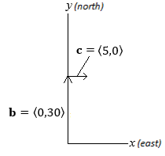 y (north)
c = ⟨5,0⟩
b = ⟨0,30⟩
x (east)